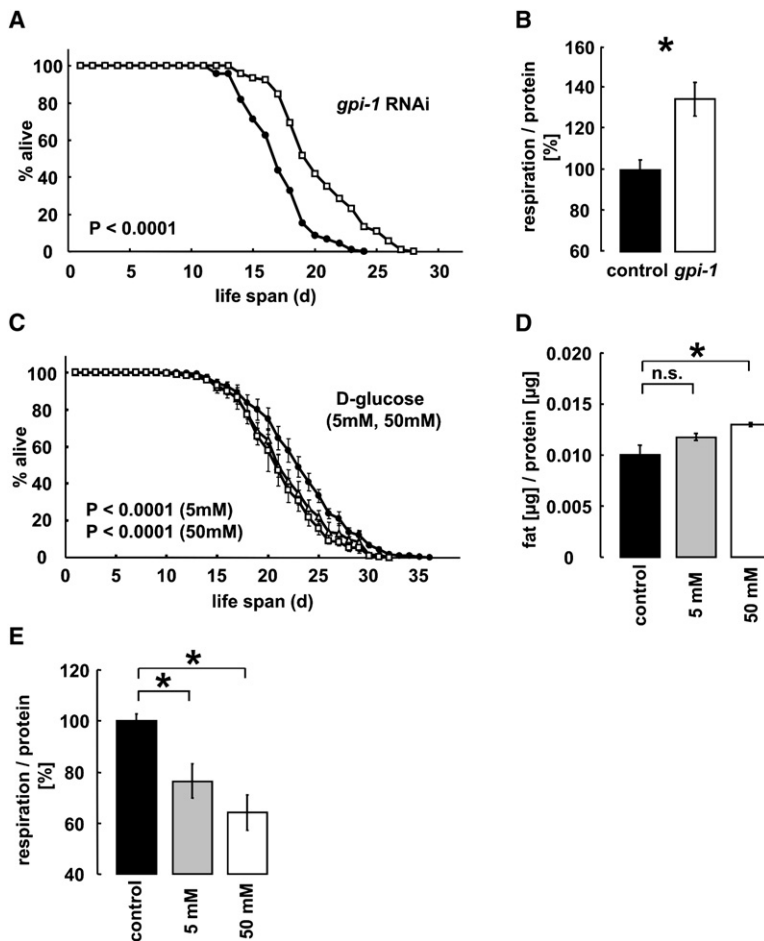 A
100
80
60
40
20
0
% alive
gpi-1 RNAi
P < 0.0001
0 5 10 15 20 25 30
life span (d)
B
*
160
140
120
100
80
60
respiration / protein
[%]
control gpi-1
C
100
80
60
40
20
0
% alive
D-glucose
(5mM, 50mM)
P < 0.0001 (5mM)
P < 0.0001 (50mM)
0 5 10 15 20 25 30 35
life span (d)
D
*
n.s.
0.020
0.015
0.010
0.005
0
fat [µg] / protein [µg]
control
5 mM
50 mM
E
*
*
120
100
80
60
40
respiration / protein
[%]
control
5 mM
50 mM